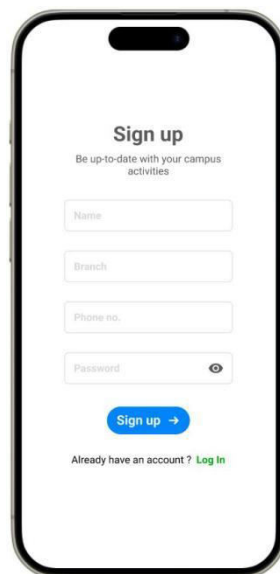 Sign up
Be up-to-date with your campus
activities
Name
Branch
Phone no.
Password
Sign up →
Already have an account ? Log In